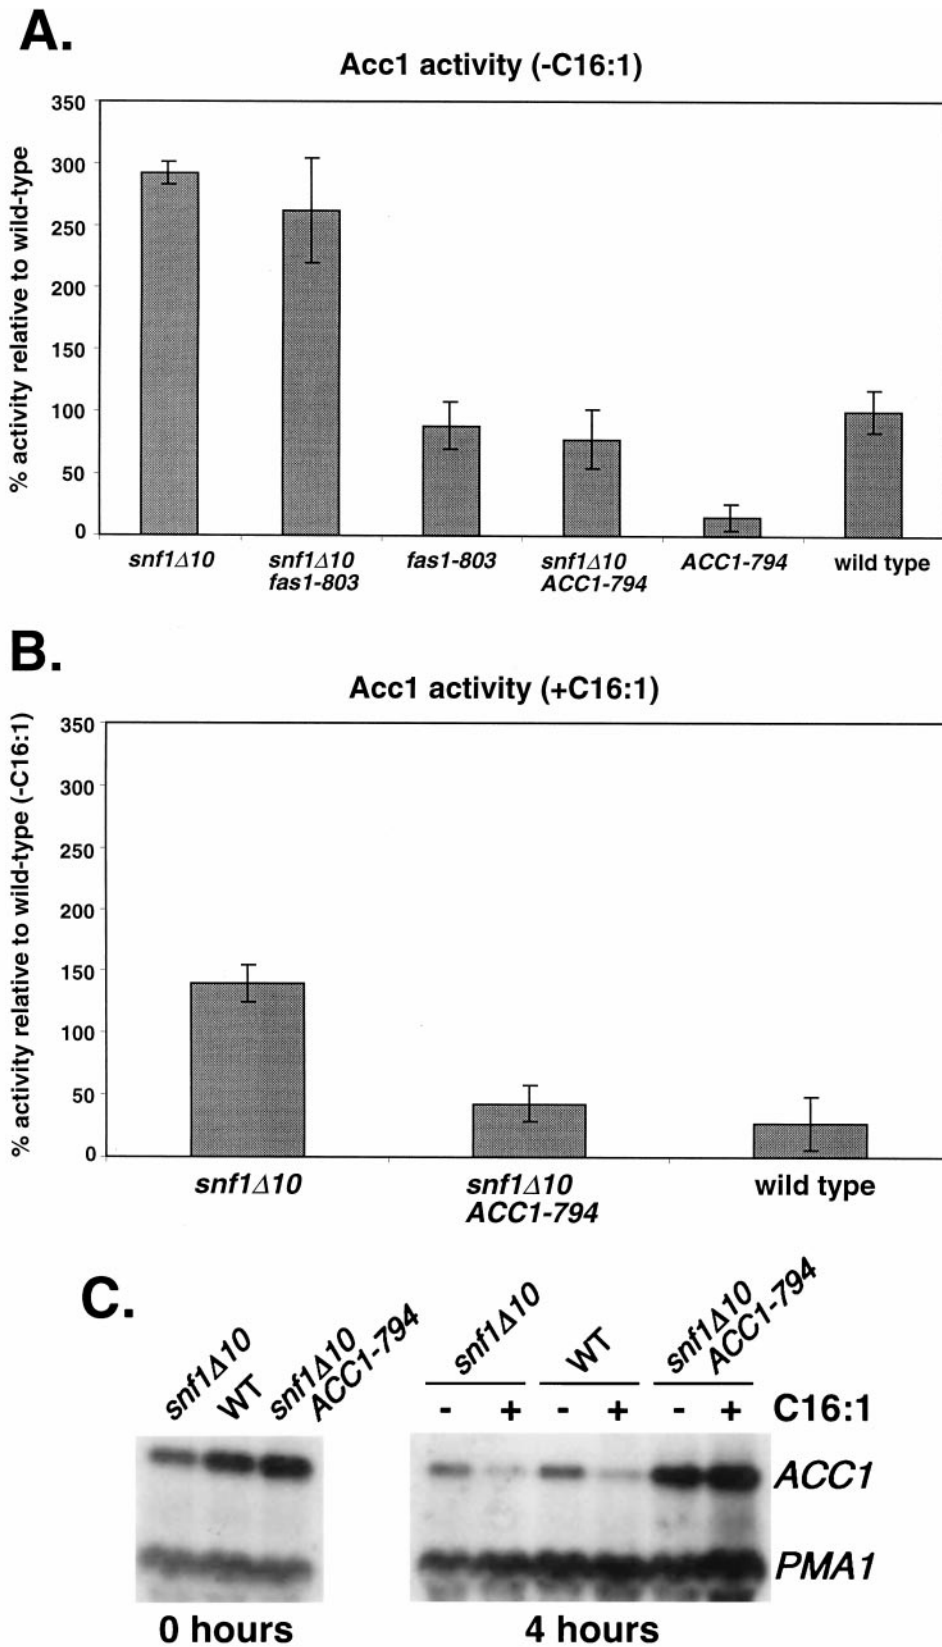 A.
Acc1 activity (-C16:1)
% activity relative to wild-type
350
300
250
200
150
100
50
0
snf1Δ10
snf1Δ10
fas1-803
fas1-803
snf1Δ10
ACC1-794
ACC1-794
wild type
B.
Acc1 activity (+C16:1)
% activity relative to wild-type (-C16:1)
350
300
250
200
150
100
50
0
snf1Δ10
snf1Δ10
ACC1-794
wild type
C.
snf1Δ10
WT
snf1Δ10
ACC1-794
snf1Δ10
WT
snf1Δ10
ACC1-794
- + - + - + C16:1
ACC1
PMA1
0 hours
4 hours